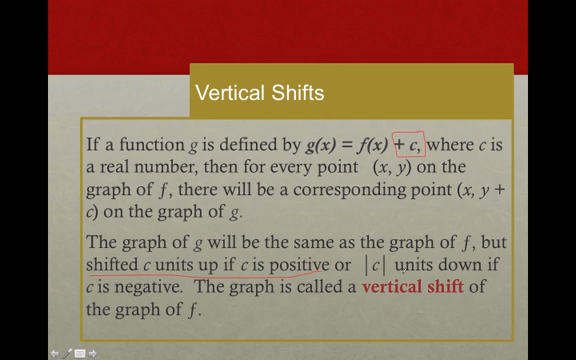 Vertical Shifts
If a function g is defined by g(x) = f(x) + c, where c is
a real number, then for every point (x, y) on the
graph of f, there will be a corresponding point (x, y +
c) on the graph of g.
The graph of g will be the same as the graph of f, but
shifted c units up if c is positive or |c| units down if
c is negative. The graph is called a vertical shift of
the graph of f.